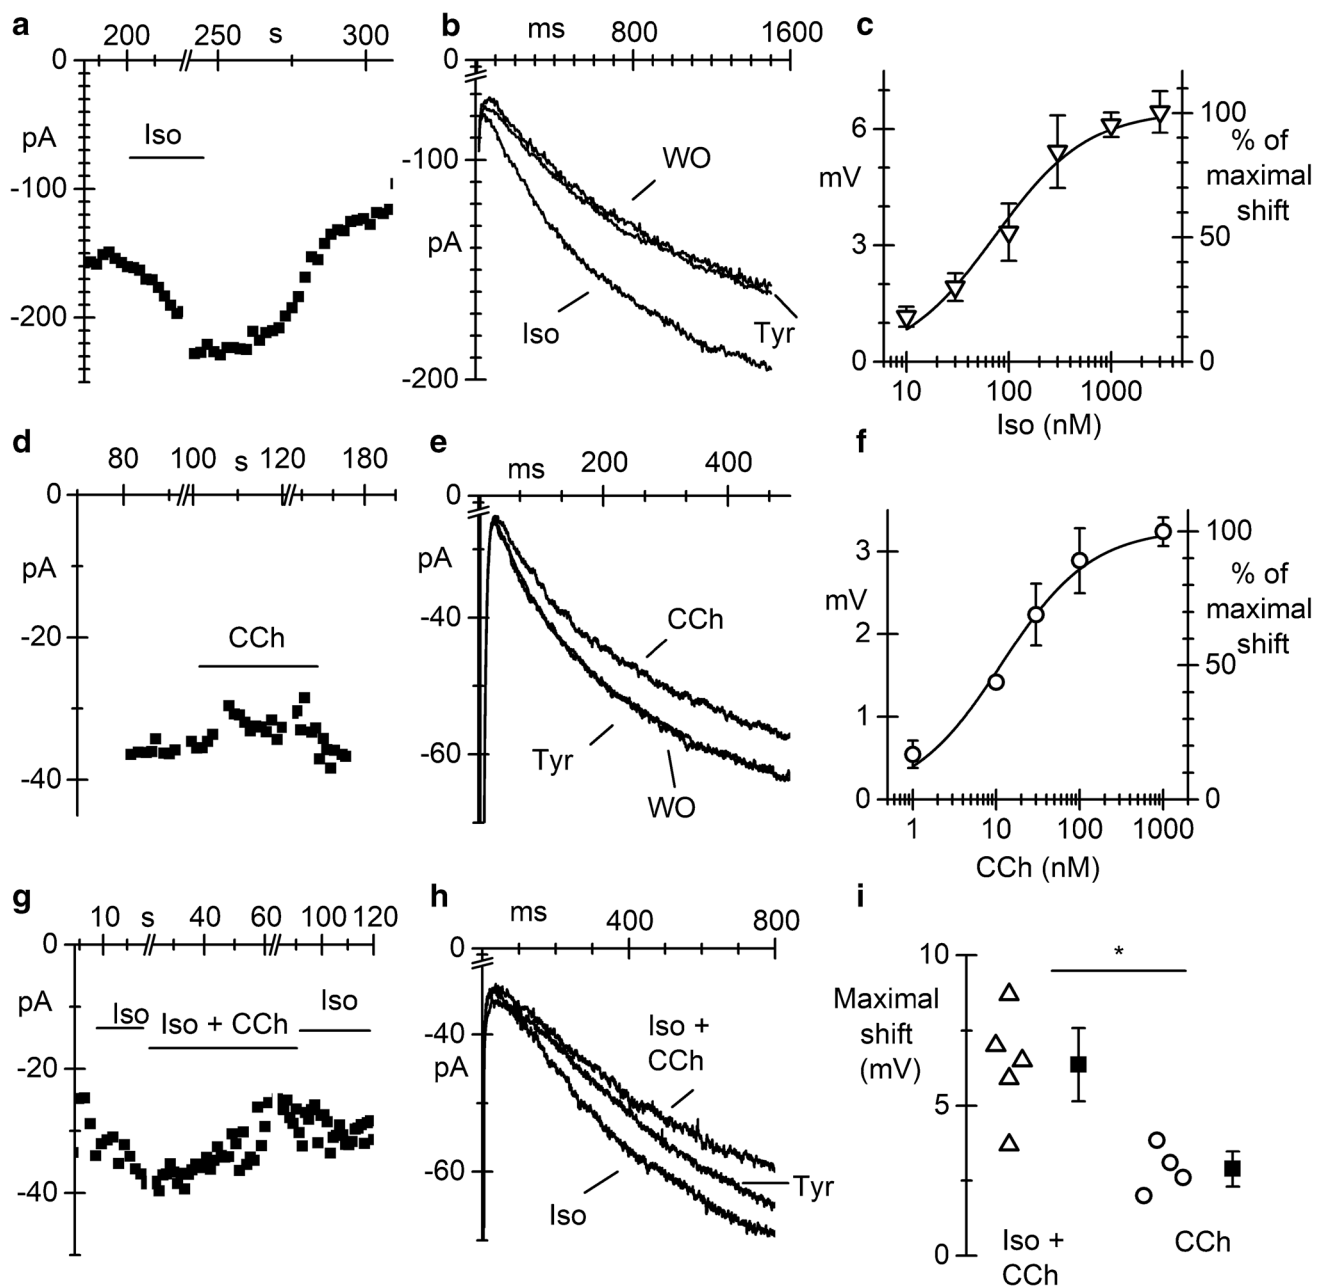 a
200 250 s 300
0
pA
Iso
-100
-200
b
ms 800 1600
0
-100
pA
-200
WO
Iso
Tyr
c
6
mV
3
0
100
% of
maximal
shift
50
0
10 100 1000
Iso (nM)
d
80 100 s 120 180
0
pA
-20
CCh
-40
e
ms 200 400
0
pA
-40
-60
CCh
Tyr
WO
f
3
mV
2
1
0
100
% of
maximal
shift
50
0
1 10 100 1000
CCh (nM)
g
10 s 40 60 100 120
0
pA
Iso
Iso + CCh
Iso
-20
-40
h
ms 400 800
0
-40
pA
-60
Iso +
CCh
Tyr
Iso
i
10
*
Maximal
shift
(mV)
5
0
Iso +
CCh
CCh